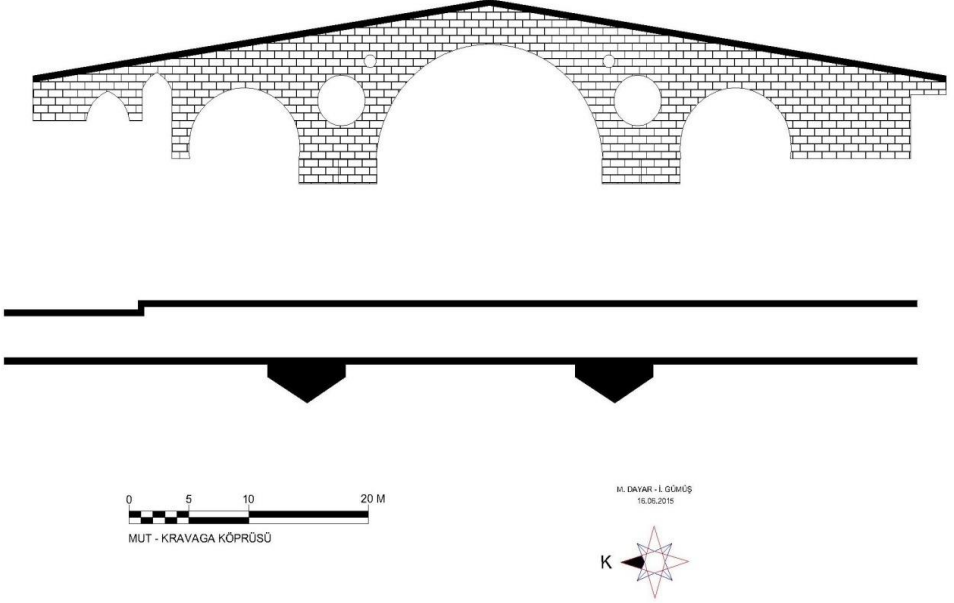 0 5 10 20 M
MUT - KRAVAGA KÖPRÜSÜ
M. DAYAR - İ. GÜMÜŞ
16.06.2015
K